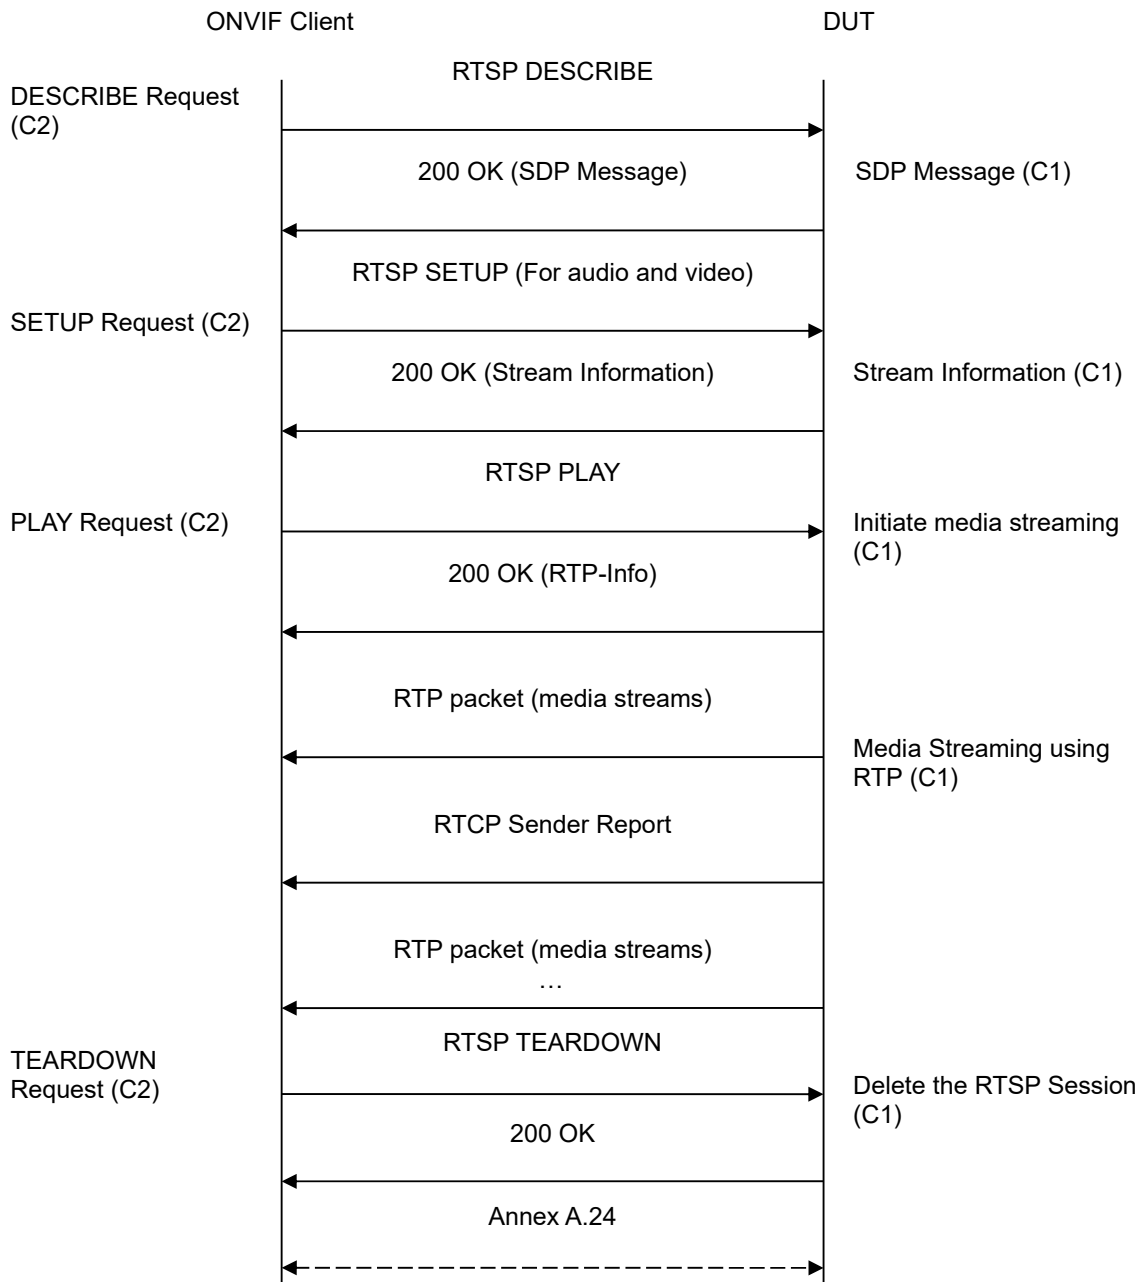 ONVIF Client
DUT
RTSP DESCRIBE
DESCRIBE Request
(C2)
200 OK (SDP Message)
SDP Message (C1)
RTSP SETUP (For audio and video)
SETUP Request (C2)
200 OK (Stream Information)
Stream Information (C1)
RTSP PLAY
PLAY Request (C2)
Initiate media streaming
(C1)
200 OK (RTP-Info)
RTP packet (media streams)
Media Streaming using
RTP (C1)
RTCP Sender Report
RTP packet (media streams)
…
RTSP TEARDOWN
TEARDOWN
Request (C2)
Delete the RTSP Session
(C1)
200 OK
Annex A.24